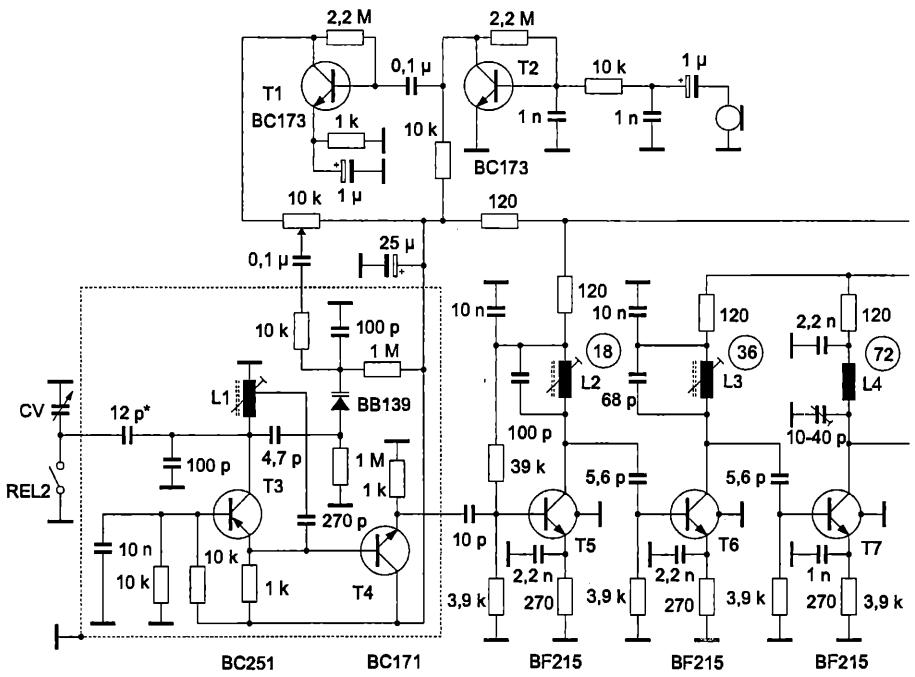 2,2 M
2,2 M
0,1 µ
T1
T2
10 k
1 µ
+
BC173
1 k
1 n
1 n
+
1 µ
10 k
BC173
10 k
120
25 µ
+
0,1 µ
10 k
100 p
1 M
10 n
120
18
L2
10 n
120
36
L3
2,2 n
120
72
L4
CV
12 p*
L1
BB139
100 p
68 p
10-40 p
100 p
4,7 p
1 M
39 k
5,6 p
5,6 p
REL2
T3
270 p
1 k
10 n
10 k
10 k
1 k
T4
10 p
T5
T6
T7
2,2 n
2,2 n
1 n
3,9 k
270
3,9 k
270
3,9 k
270
3,9 k
BC251
BC171
BF215
BF215
BF215